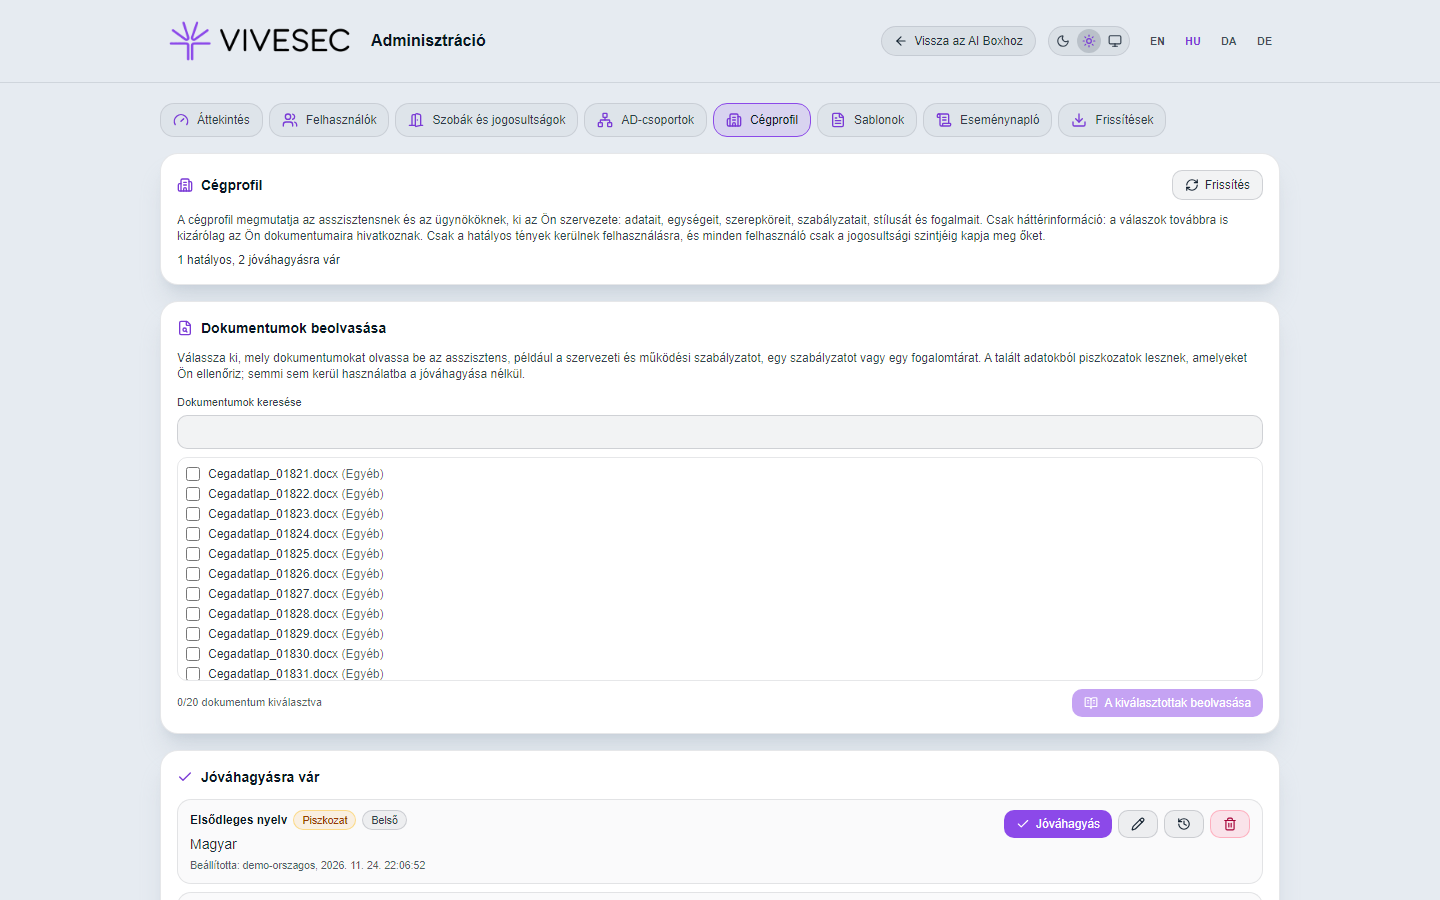 VIVESEC
Adminisztráció
Vissza az AI Boxhoz
EN HU DA DE
Áttekintés
Felhasználók
Szobák és jogosultságok
AD-csoportok
Cégprofil
Sablonok
Eseménynapló
Frissítések
Cégprofil
Frissítés
A cégprofil megmutatja az asszisztensnek és az ügynököknek, ki az Ön szervezete: adatait, egységeit, szerepköreit, szabályzatait, stílusát és fogalmait. Csak háttérinformáció: a válaszok továbbra is
kizárólag az Ön dokumentumaira hivatkoznak. Csak a hatályos tények kerülnek felhasználásra, és minden felhasználó csak a jogosultsági szintjéig kapja meg őket.
1 hatályos, 2 jóváhagyásra vár
Dokumentumok beolvasása
Válassza ki, mely dokumentumokat olvassa be az asszisztens, például a szervezeti és működési szabályzatot, egy szabályzatot vagy egy fogalomtárat. A talált adatokból piszkozatok lesznek, amelyeket
Ön ellenőriz; semmi sem kerül használatba a jóváhagyása nélkül.
Dokumentumok keresése
Cegadatlap_01821.docx (Egyéb)
Cegadatlap_01822.docx (Egyéb)
Cegadatlap_01823.docx (Egyéb)
Cegadatlap_01824.docx (Egyéb)
Cegadatlap_01825.docx (Egyéb)
Cegadatlap_01826.docx (Egyéb)
Cegadatlap_01827.docx (Egyéb)
Cegadatlap_01828.docx (Egyéb)
Cegadatlap_01829.docx (Egyéb)
Cegadatlap_01830.docx (Egyéb)
Cegadatlap_01831.docx (Egyéb)
0/20 dokumentum kiválasztva
A kiválasztottak beolvasása
Jóváhagyásra vár
Elsődleges nyelv Piszkozat Belső
Jóváhagyás
Magyar
Beállította: demo-orszagos, 2026. 11. 24. 22:06:52